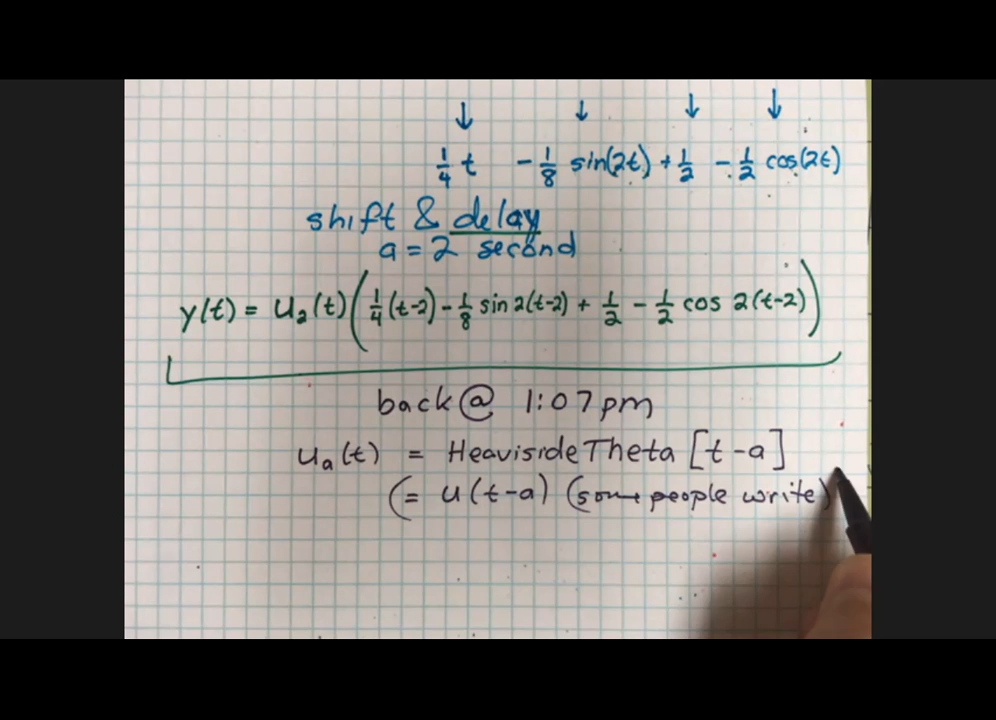 ↓ ↓ ↓ ↓
1/4 t - 1/8 sin(2t) + 1/2 - 1/2 cos(2t)
shift & delay
a = 2 second
y(t) = u₂(t)(1/4(t-2) - 1/8 sin 2(t-2) + 1/2 - 1/2 cos 2(t-2))
back@ 1:07pm
uₐ(t) = HeavisideTheta [t-a]
(= u(t-a) (some people write)